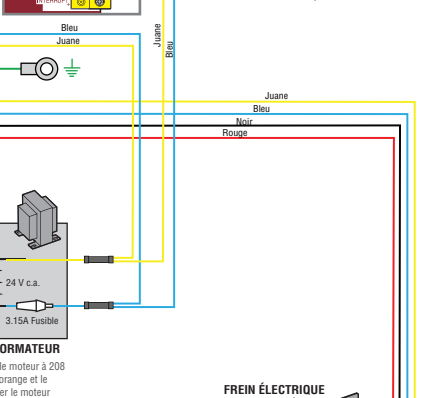 INTERRUPT
Bleu
Juane
Juane
Bleu
Juane
Bleu
Noir
Rouge
24 V c.a.
3.15A Fusible
ORMATEUR
le moteur à 208
orange et le
er le moteur
FREIN ÉLECTRIQUE